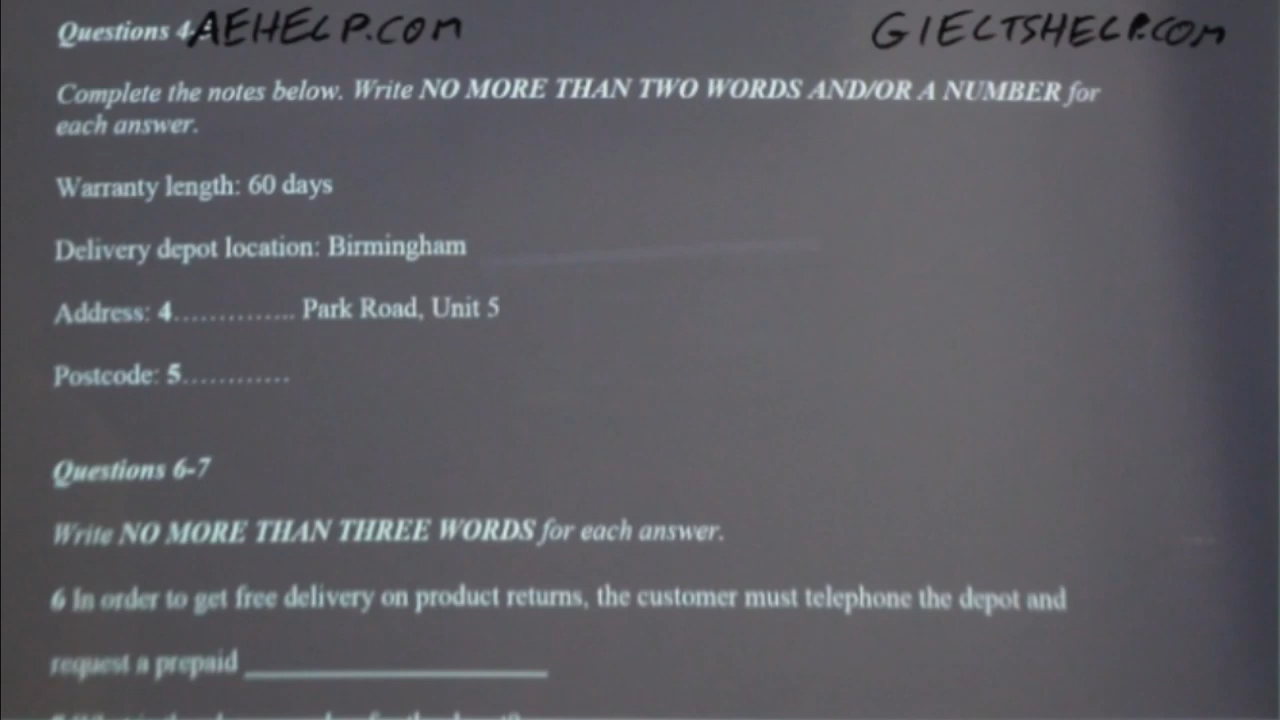 Questions 4- AEHELP.COM GIELTSHELP.COM
Complete the notes below. Write NO MORE THAN TWO WORDS AND/OR A NUMBER for
each answer.
Warranty length: 60 days
Delivery depot location: Birmingham
Address: 4.............. Park Road, Unit 5
Postcode: 5............
Questions 6-7
Write NO MORE THAN THREE WORDS for each answer.
6 In order to get free delivery on product returns, the customer must telephone the depot and
request a prepaid ____________________